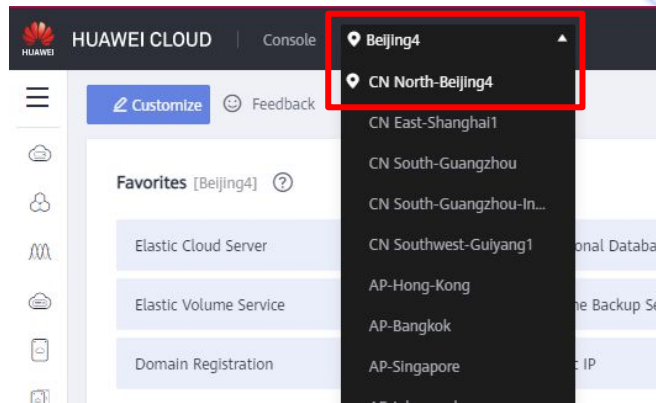 HUAWEI
HUAWEI CLOUD
Console
Beijing4
CN North-Beijing4
CN East-Shanghai1
CN South-Guangzhou
CN South-Guangzhou-In...
CN Southwest-Guiyang1
AP-Hong-Kong
AP-Bangkok
AP-Singapore
Customize
Feedback
Favorites [Beijing4]
Elastic Cloud Server
onal Databa
Elastic Volume Service
ne Backup Se
Domain Registration
IP